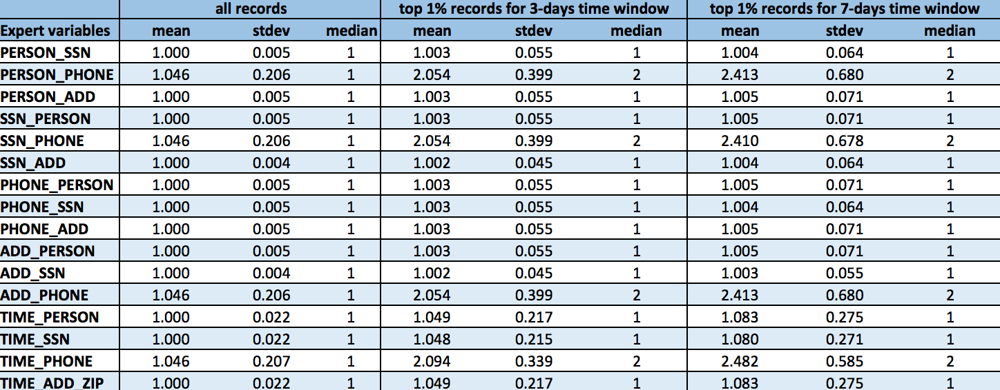 all records top 1% records for 3-days time window top 1% records for 7-days time window
Expert variables mean stdev median mean stdev median mean stdev median
PERSON_SSN 1.000 0.005 1 1.003 0.055 1 1.004 0.064 1
PERSON_PHONE 1.046 0.206 1 2.054 0.399 2 2.413 0.680 2
PERSON_ADD 1.000 0.005 1 1.003 0.055 1 1.005 0.071 1
SSN_PERSON 1.000 0.005 1 1.003 0.055 1 1.005 0.071 1
SSN_PHONE 1.046 0.206 1 2.054 0.399 2 2.410 0.678 2
SSN_ADD 1.000 0.004 1 1.002 0.045 1 1.004 0.064 1
PHONE_PERSON 1.000 0.005 1 1.003 0.055 1 1.005 0.071 1
PHONE_SSN 1.000 0.005 1 1.003 0.055 1 1.004 0.064 1
PHONE_ADD 1.000 0.005 1 1.003 0.055 1 1.005 0.071 1
ADD_PERSON 1.000 0.005 1 1.003 0.055 1 1.005 0.071 1
ADD_SSN 1.000 0.004 1 1.002 0.045 1 1.003 0.055 1
ADD_PHONE 1.046 0.206 1 2.054 0.399 2 2.413 0.680 2
TIME_PERSON 1.000 0.022 1 1.049 0.217 1 1.083 0.275 1
TIME_SSN 1.000 0.022 1 1.048 0.215 1 1.080 0.271 1
TIME_PHONE 1.046 0.207 1 2.094 0.339 2 2.482 0.585 2
TIME_ADD_ZIP 1.000 0.022 1 1.049 0.217 1 1.083 0.275 1